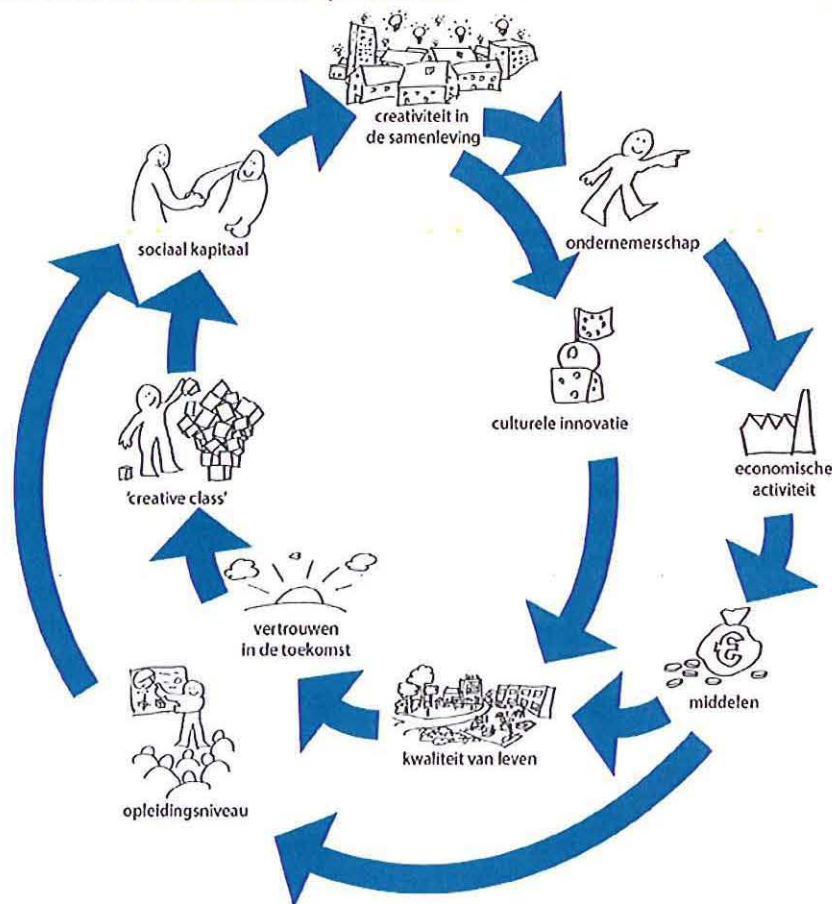 creativiteit in
de samenleving
ondernemerschap
sociaal kapitaal
culturele innovatie
economische
activiteit
'creative class'
vertrouwen
in de toekomst
€
middelen
kwaliteit van leven
opleidingsniveau